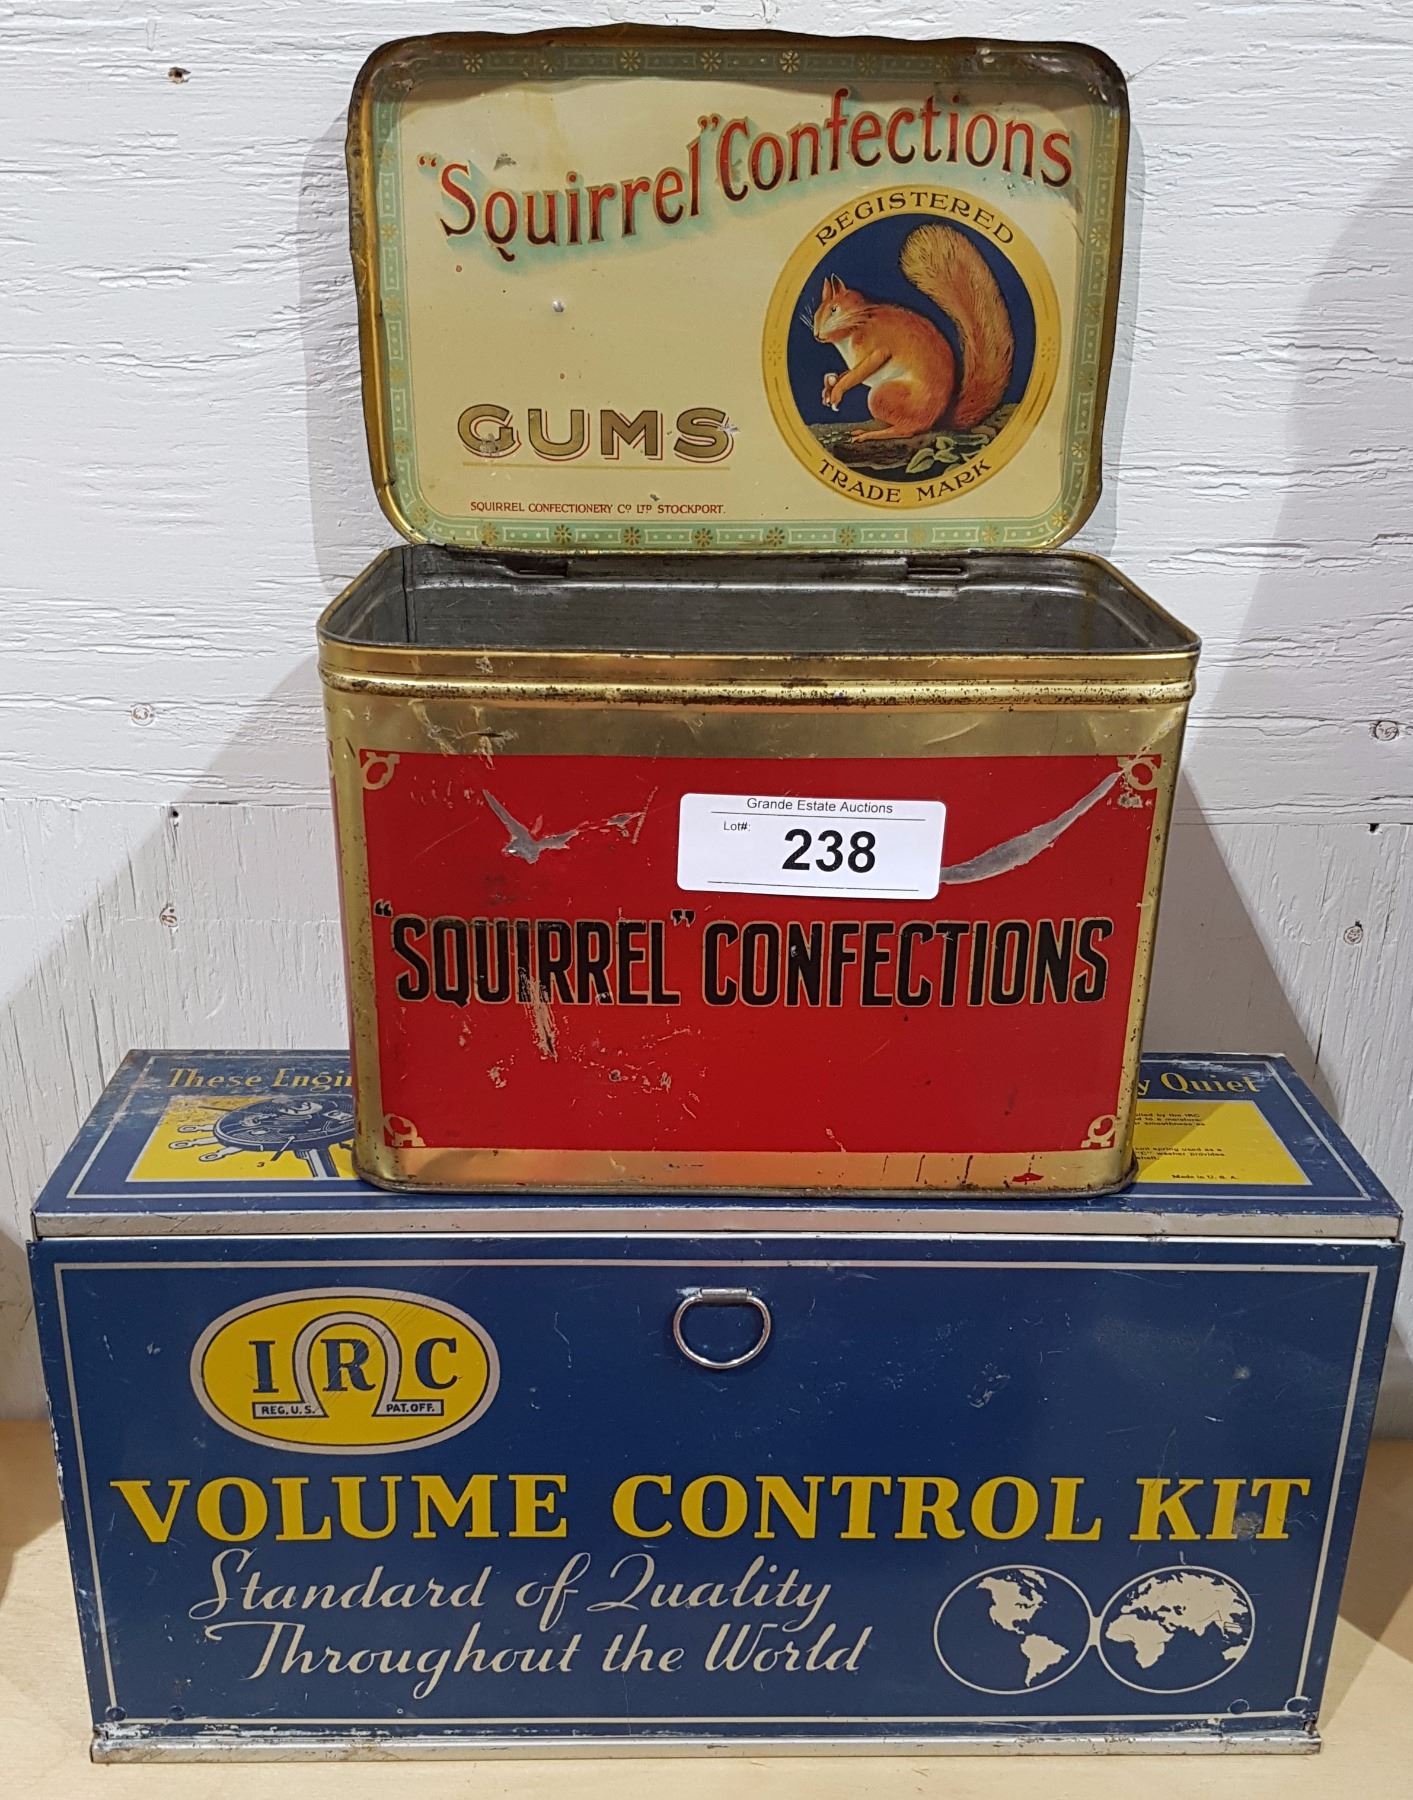 "Squirrel" Confections
REGISTERED
TRADE MARK
GUMS
SQUIRREL CONFECTIONERY Co LTD STOCKPORT.
Grande Estate Auctions
Lot#: 238
"SQUIRREL" CONFECTIONS
These Engi
y Quiet
3
Made in U.S.A.
IRC
REG. U.S. PAT. OFF.
VOLUME CONTROL KIT
Standard of Quality
Throughout the World